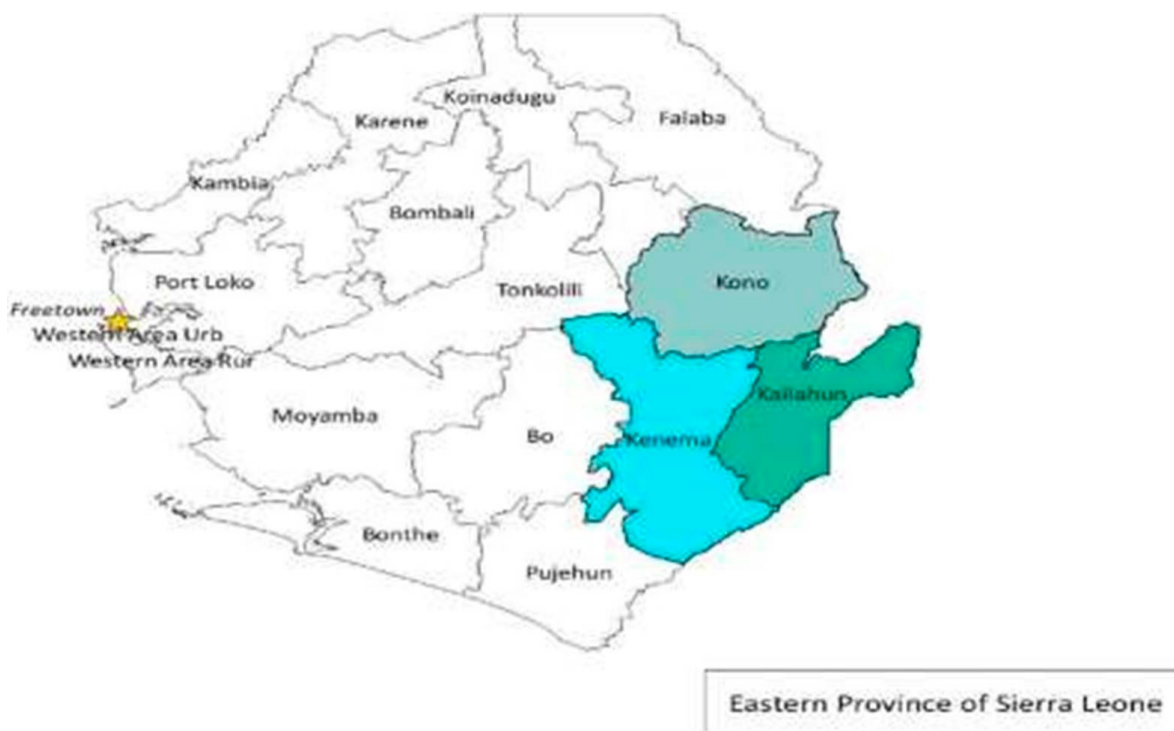 Koinadugu
Falaba
Karene
Kambia
Bombali
Port Loko
Kono
Tonkolili
Freetown
Western Area Urb
Western Area Rur
Kailahun
Moyamba
Bo
Kenema
Bonthe
Pujehun
Eastern Province of Sierra Leone